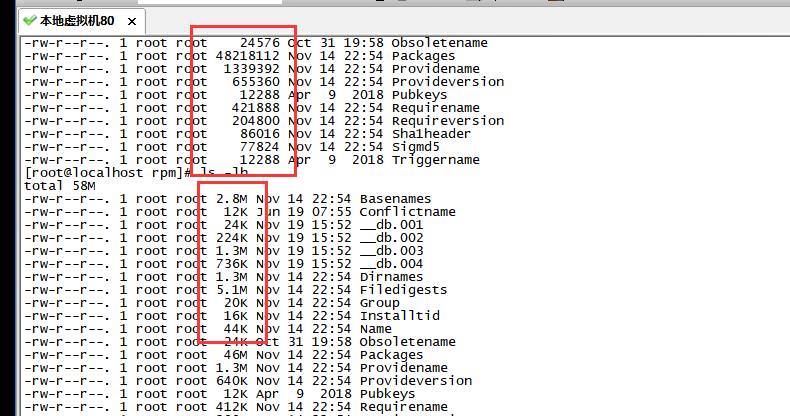 本地虚拟机80 ×
-rw-r--r--. 1 root root    24576 Oct 31 19:58 Obsoletename
-rw-r--r--. 1 root root 48218112 Nov 14 22:54 Packages
-rw-r--r--. 1 root root  1339392 Nov 14 22:54 Providename
-rw-r--r--. 1 root root   655360 Nov 14 22:54 Provideversion
-rw-r--r--. 1 root root    12288 Apr  9  2018 Pubkeys
-rw-r--r--. 1 root root   421888 Nov 14 22:54 Requirename
-rw-r--r--. 1 root root   204800 Nov 14 22:54 Requireversion
-rw-r--r--. 1 root root    86016 Nov 14 22:54 Sha1header
-rw-r--r--. 1 root root    77824 Nov 14 22:54 Sigmd5
-rw-r--r--. 1 root root    12288 Apr  9  2018 Triggername
[root@localhost rpm]# ls -lh
total 58M
-rw-r--r--. 1 root root 2.8M Nov 14 22:54 Basenames
-rw-r--r--. 1 root root  12K Jun 19 07:55 Conflictname
-rw-r--r--. 1 root root  24K Nov 19 15:52 __db.001
-rw-r--r--. 1 root root 224K Nov 19 15:52 __db.002
-rw-r--r--. 1 root root 1.3M Nov 19 15:52 __db.003
-rw-r--r--. 1 root root 736K Nov 19 15:52 __db.004
-rw-r--r--. 1 root root 1.3M Nov 14 22:54 Dirnames
-rw-r--r--. 1 root root 5.1M Nov 14 22:54 Filedigests
-rw-r--r--. 1 root root  20K Nov 14 22:54 Group
-rw-r--r--. 1 root root  16K Nov 14 22:54 Installtid
-rw-r--r--. 1 root root  44K Nov 14 22:54 Name
-rw-r--r--. 1 root root  24K Oct 31 19:58 Obsoletename
-rw-r--r--. 1 root root  46M Nov 14 22:54 Packages
-rw-r--r--. 1 root root 1.3M Nov 14 22:54 Providename
-rw-r--r--. 1 root root 640K Nov 14 22:54 Provideversion
-rw-r--r--. 1 root root  12K Apr  9  2018 Pubkeys
-rw-r--r--. 1 root root 412K Nov 14 22:54 Requirename